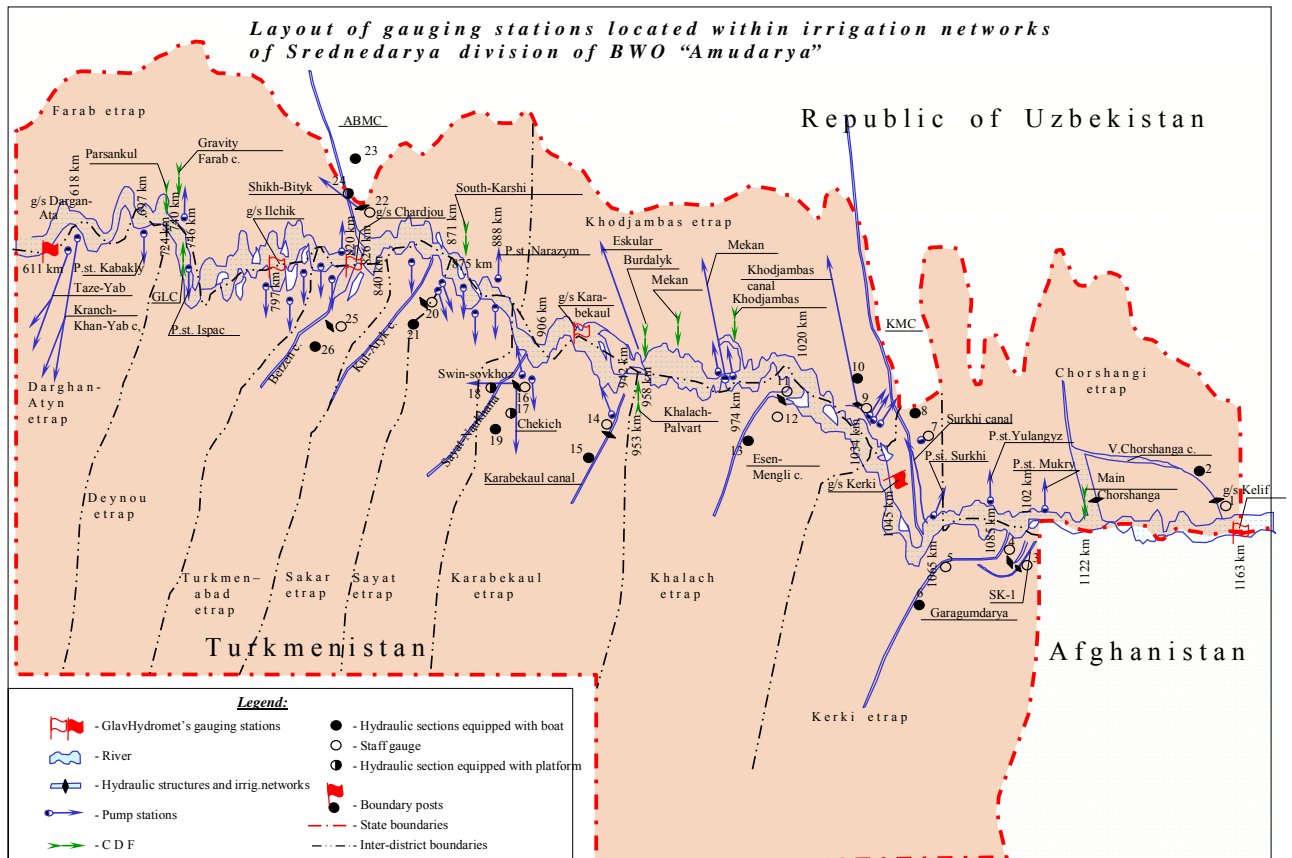 Layout of gauging stations located within irrigation networks
of Srednedarya division of BWO “Amudarya”
Republic of Uzbekistan
Farab etrap
ABMC
23
Parsankul
Gravity
Farab c.
618 km
697 km
724 km
740 km
746 km
g/s Dargan-
Ata
611 km
P.st. Kabakly
Taze-Yab
Kranch-
Khan-Yab c.
GLC
P.st. Ispac
Darghan-
Atyn
etrap
Shikh-Bityk
24
22
g/s Ilchik
g/s Chardjou
820 km
826 km
797 km
840 km
25
26
Berzen c.
Kul-Aryk c.
21
20
South-Karshi
871 km
875 km
888 km
P.st. Narazym
906 km
g/s Kara-
bekaul
Khodjambas etrap
Eskular
Burdalyk
Mekan
Mekan
Khodjambas
Khodjambas
canal
KMC
942 km
958 km
953 km
974 km
1020 km
1034 km
1045 km
Swin-sovkhoz
18
16
17
19
Chekich
Sayat-Narkhana
14
15
Karabekaul canal
Khalach-
Palvart
11
12
13
Esen-
Mengli c.
10
9
8
7
g/s Kerki
Surkhi canal
P.st. Surkhi
P.st.Yulangyz
P.st. Mukry
Chorshangi
etrap
V.Chorshanga c.
2
1
g/s Kelif
Main
Chorshanga
1065 km
1085 km
1102 km
1122 km
1163 km
4
3
5
6
SK-1
Garagumdarya
Deynou
etrap
Turkmen–
abad
etrap
Sakar
etrap
Sayat
etrap
Karabekaul
etrap
Khalach
etrap
Kerki etrap
Turkmenistan
Afghanistan
Legend:
- GlavHydromet’s gauging stations
- River
- Hydraulic structures and irrig.networks
- Pump stations
- C D F
- Hydraulic sections equipped with boat
- Staff gauge
- Hydraulic section equipped with platform
- Boundary posts
- State boundaries
- Inter-district boundaries